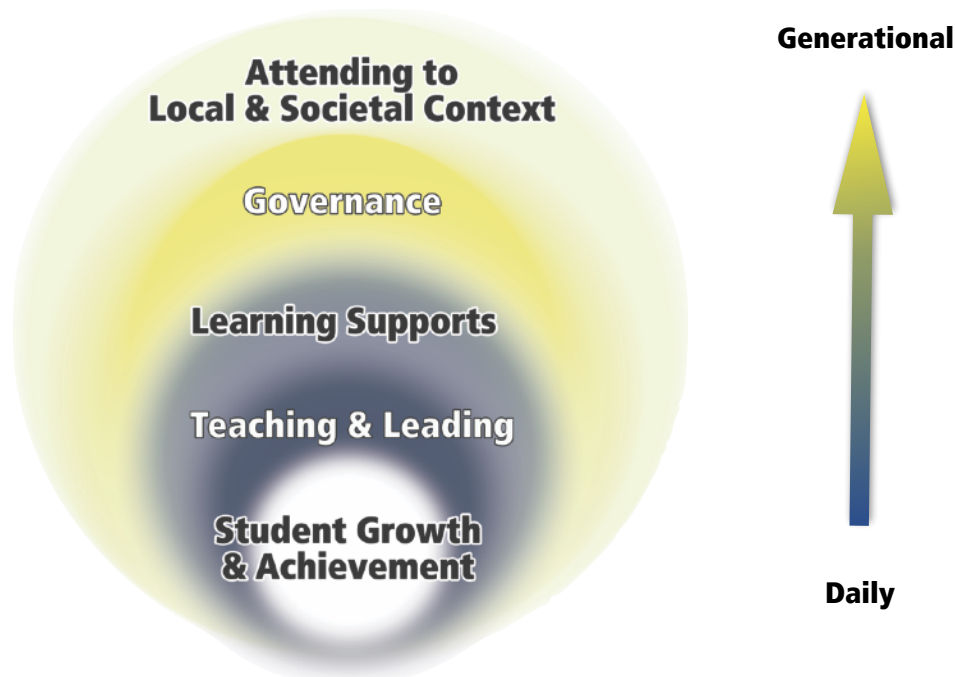 Generational
Attending to
Local & Societal Context
Governance
Learning Supports
Teaching & Leading
Student Growth
& Achievement
Daily